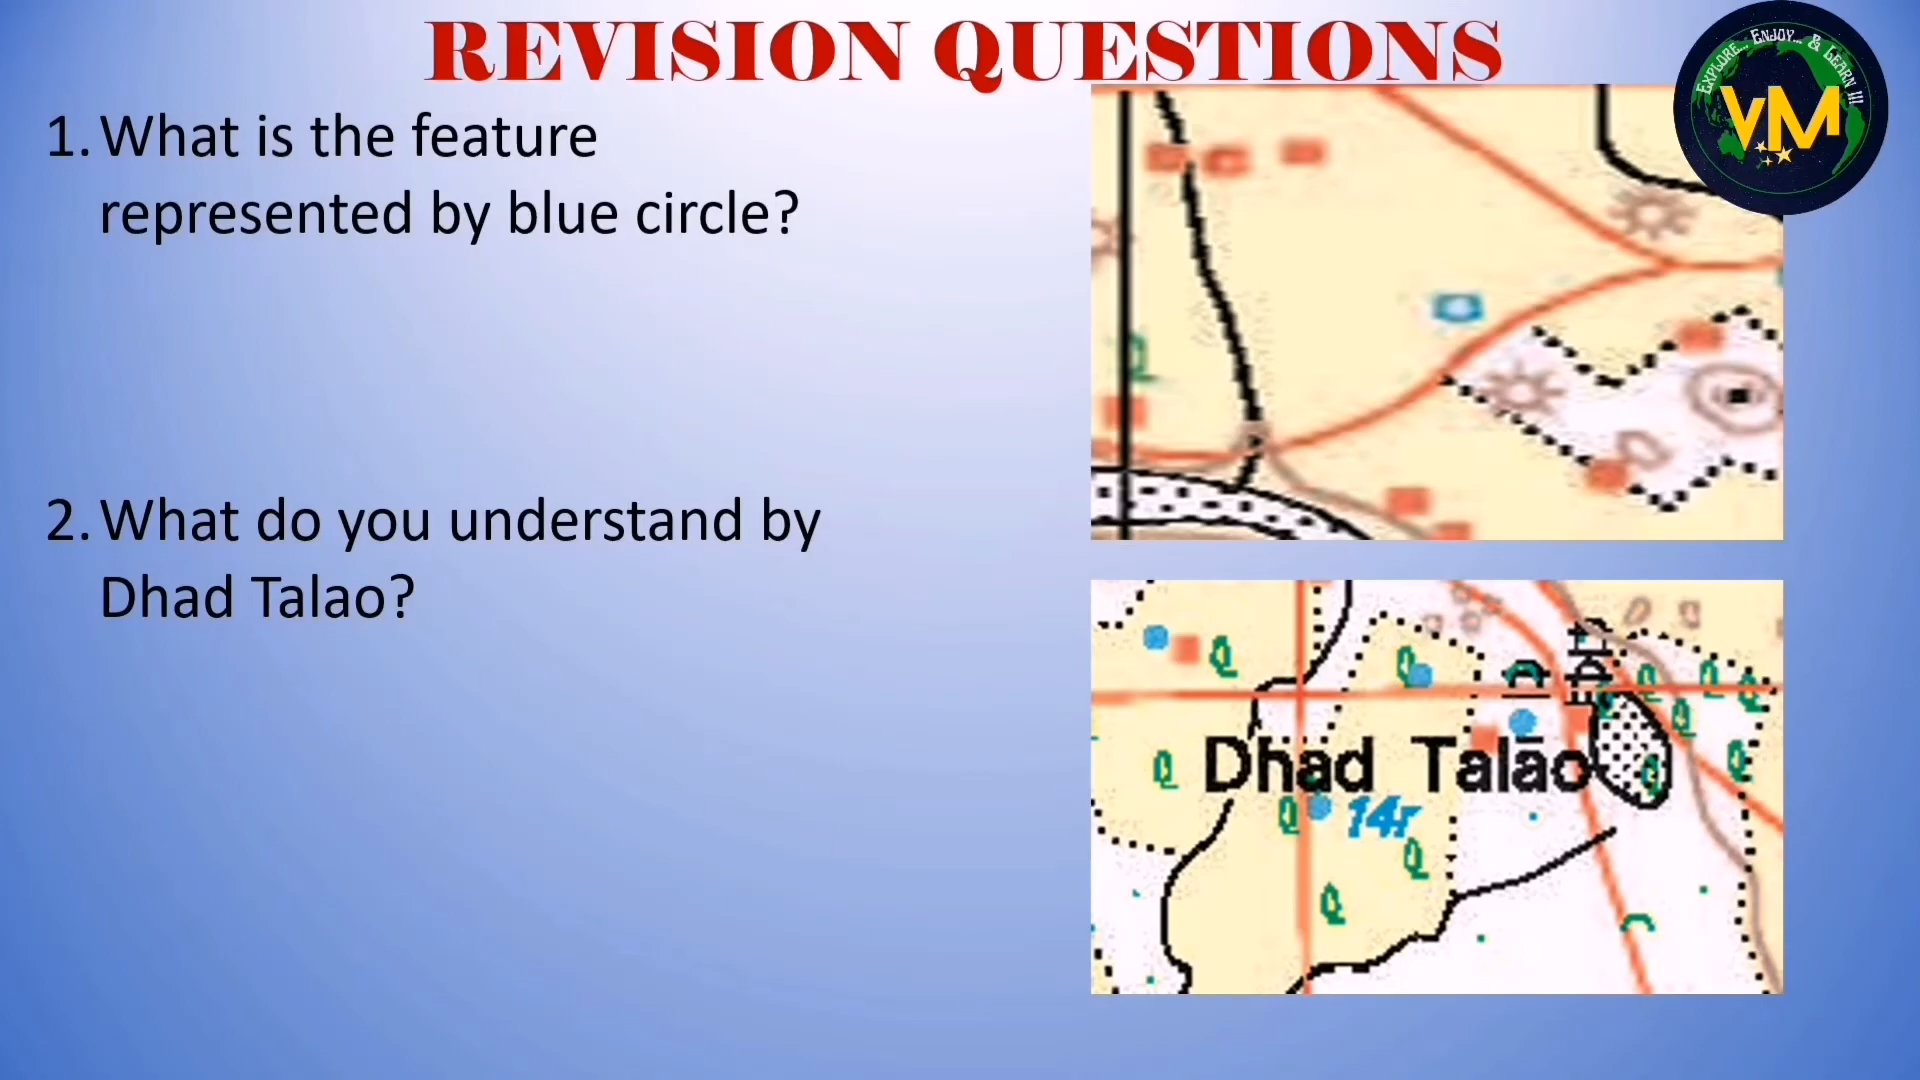 REVISION QUESTIONS
EXPLORE... ENJOY... & LEARN !!!
VM
1. What is the feature
represented by blue circle?
2. What do you understand by
Dhad Talao?
Dhad Talāo
14r